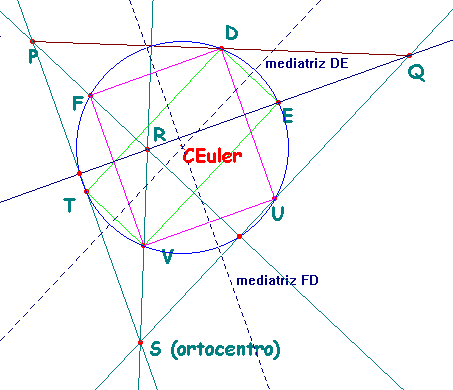 D
P
mediatriz DE
Q
F
E
R
CEuler
T
U
V
mediatriz FD
S (ortocentro)